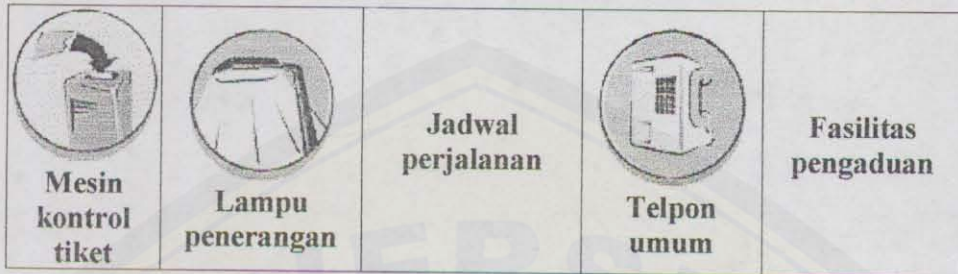 Mesin
kontrol
tiket
Lampu
penerangan
Jadwal
perjalanan
Telpon
umum
Fasilitas
pengaduan